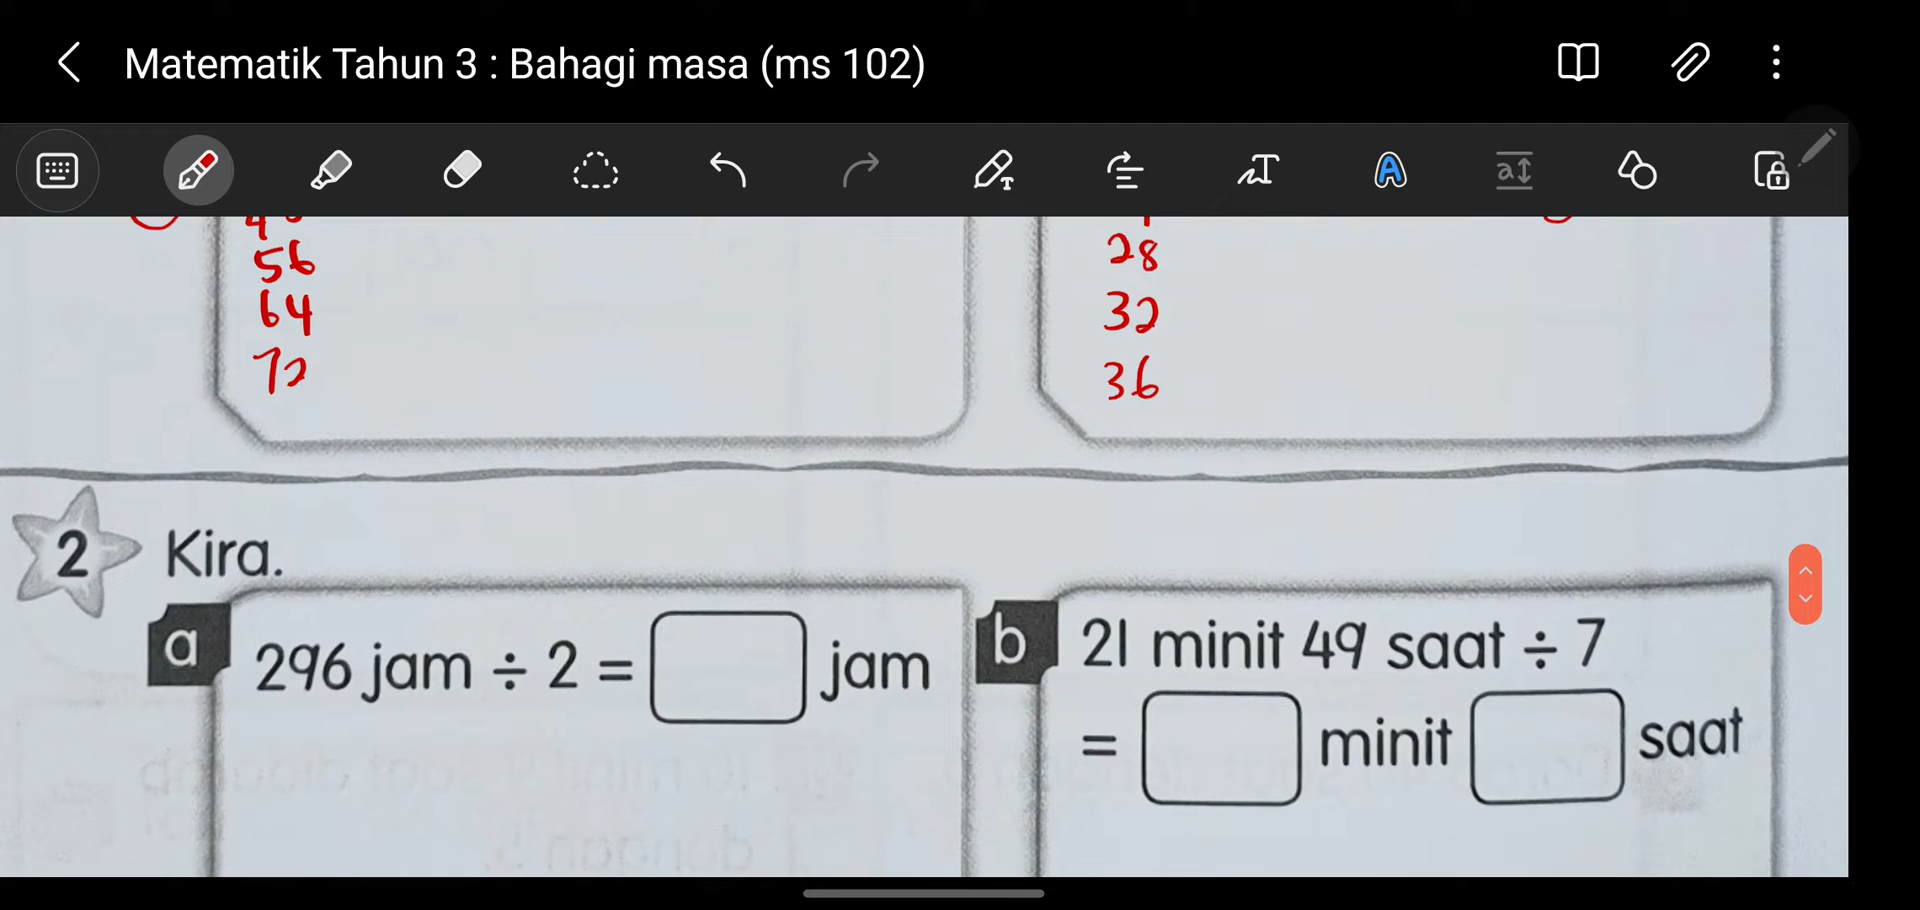 Matematik Tahun 3 : Bahagi masa (ms 102)
56
64
72
28
32
36
2 Kira.
a 296 jam ÷ 2 = jam
b 21 minit 49 saat ÷ 7
= minit saat